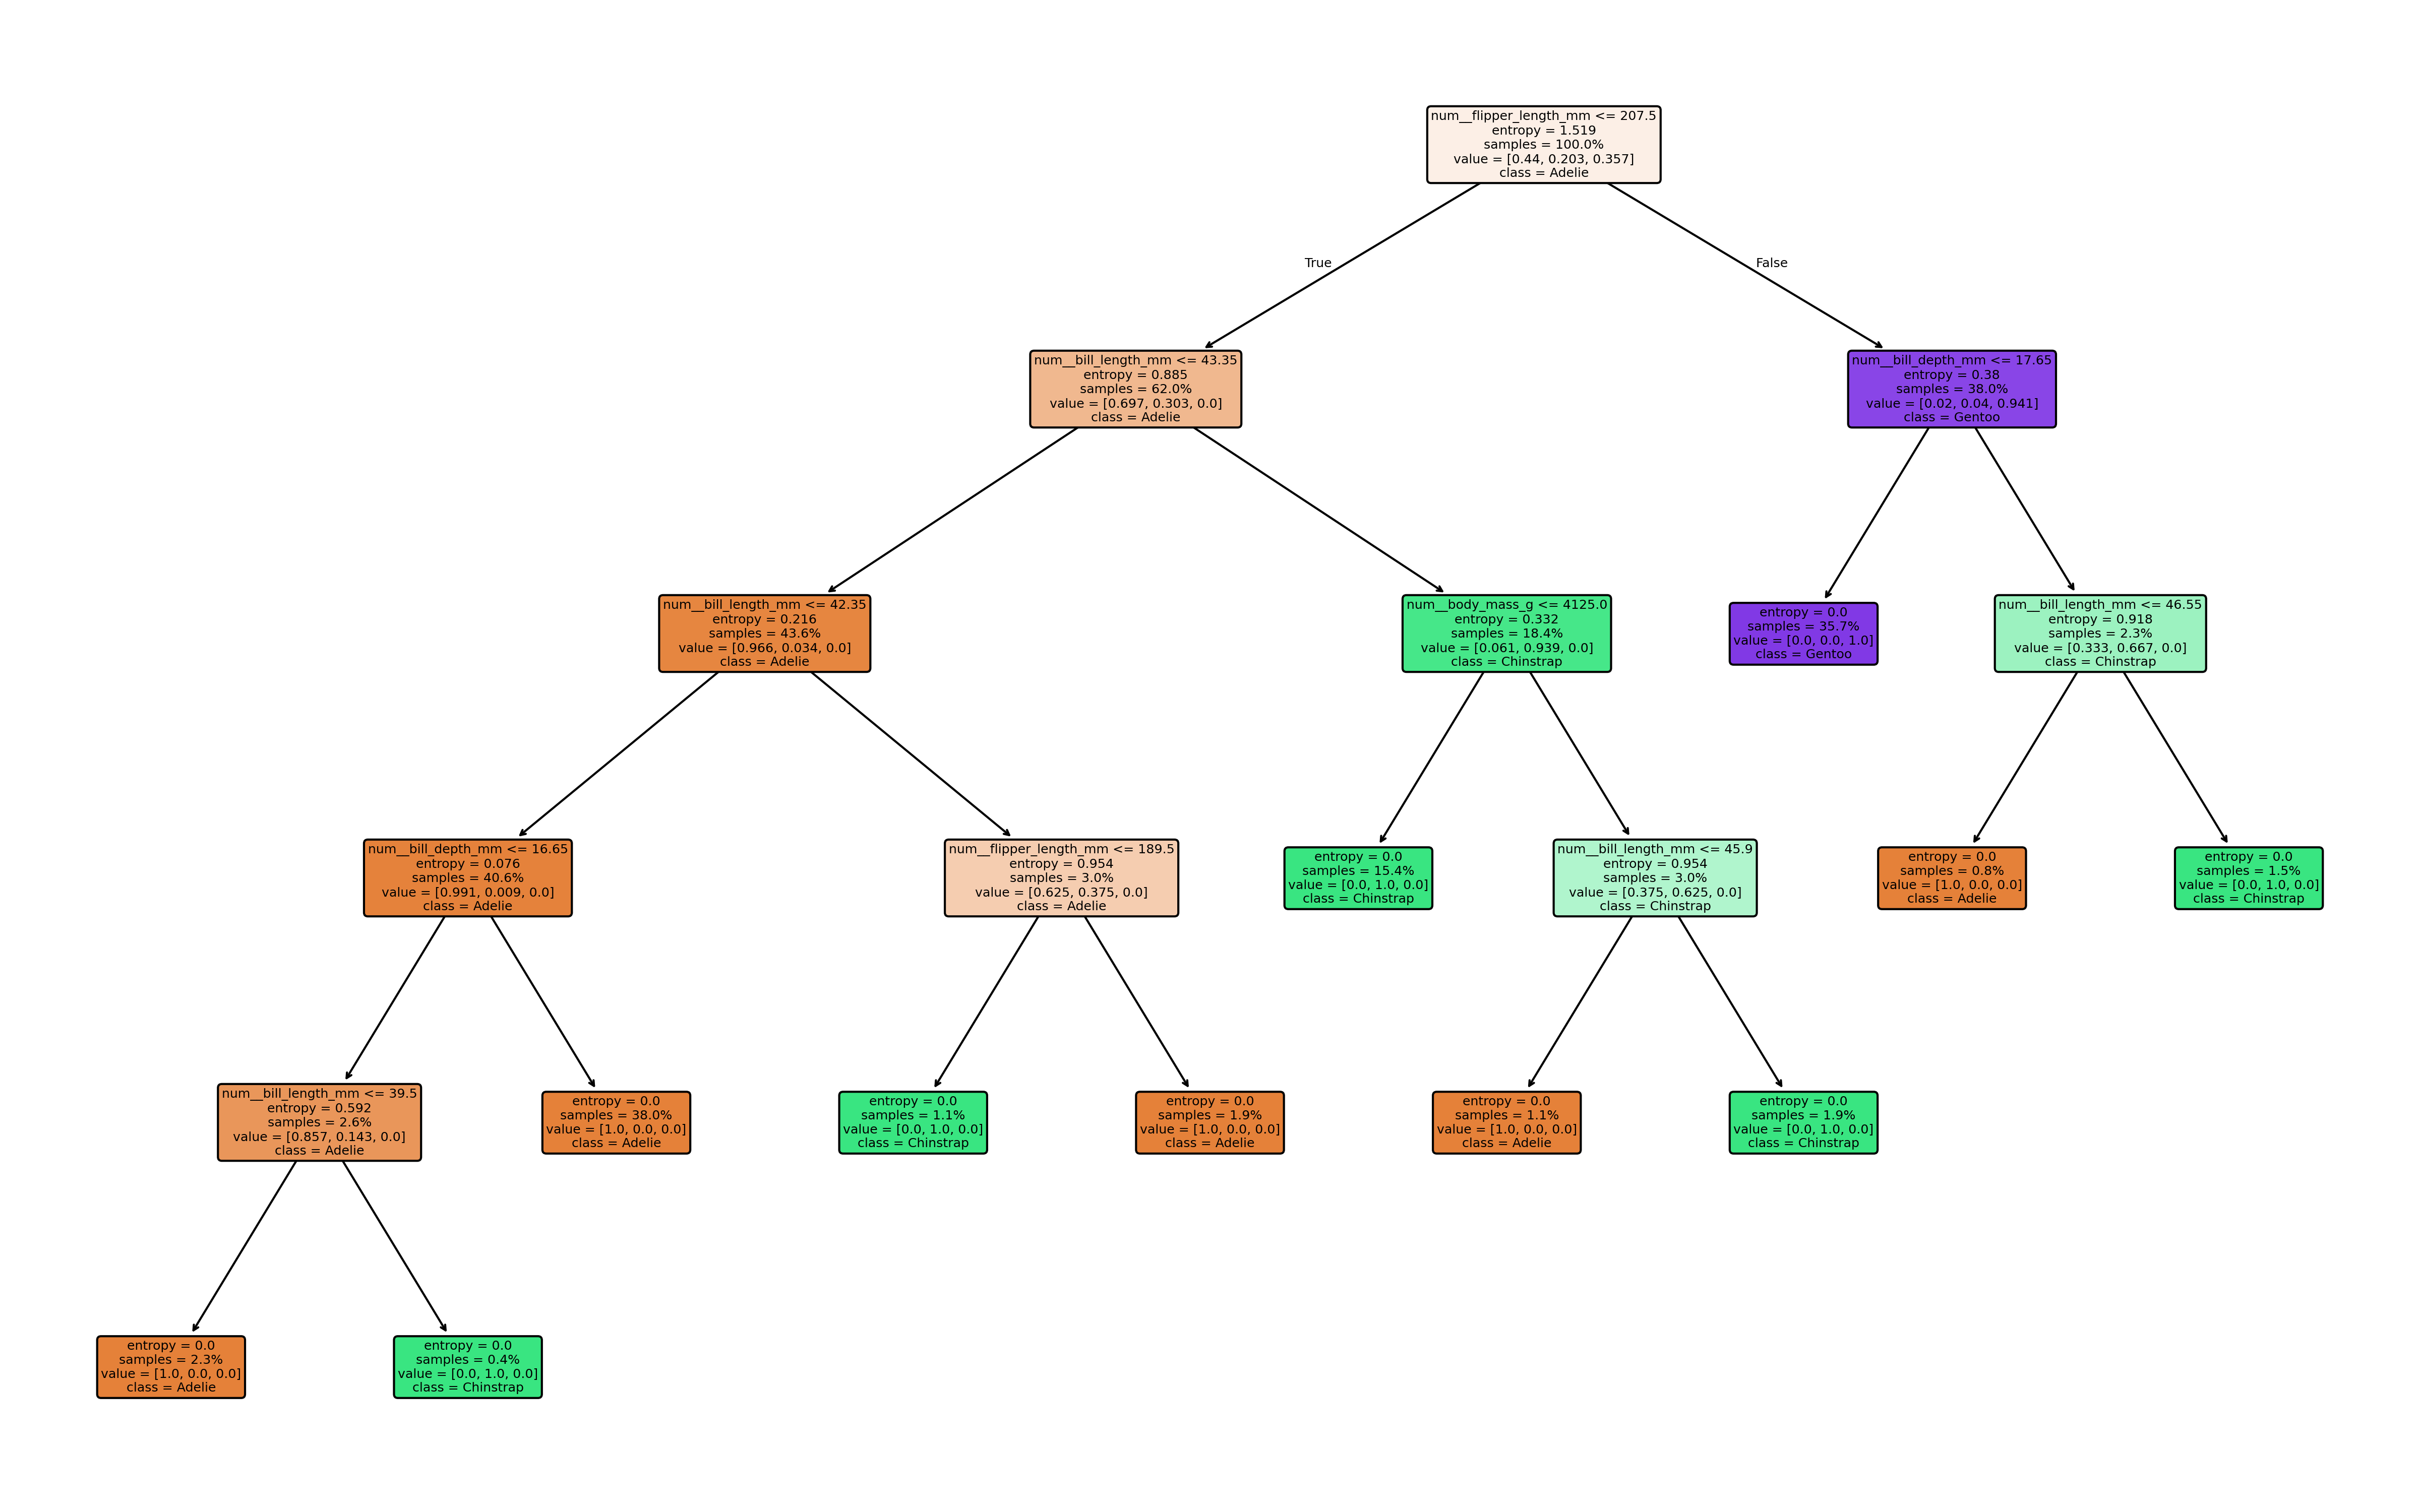 num__flipper_length_mm <= 207.5
entropy = 1.519
samples = 100.0%
value = [0.44, 0.203, 0.357]
class = Adelie
True
False
num__bill_length_mm <= 43.35
entropy = 0.885
samples = 62.0%
value = [0.697, 0.303, 0.0]
class = Adelie
num__bill_depth_mm <= 17.65
entropy = 0.38
samples = 38.0%
value = [0.02, 0.04, 0.941]
class = Gentoo
num__bill_length_mm <= 42.35
entropy = 0.216
samples = 43.6%
value = [0.966, 0.034, 0.0]
class = Adelie
num__body_mass_g <= 4125.0
entropy = 0.332
samples = 18.4%
value = [0.061, 0.939, 0.0]
class = Chinstrap
entropy = 0.0
samples = 35.7%
value = [0.0, 0.0, 1.0]
class = Gentoo
num__bill_length_mm <= 46.55
entropy = 0.918
samples = 2.3%
value = [0.333, 0.667, 0.0]
class = Chinstrap
num__bill_depth_mm <= 16.65
entropy = 0.076
samples = 40.6%
value = [0.991, 0.009, 0.0]
class = Adelie
num__flipper_length_mm <= 189.5
entropy = 0.954
samples = 3.0%
value = [0.625, 0.375, 0.0]
class = Adelie
entropy = 0.0
samples = 15.4%
value = [0.0, 1.0, 0.0]
class = Chinstrap
num__bill_length_mm <= 45.9
entropy = 0.954
samples = 3.0%
value = [0.375, 0.625, 0.0]
class = Chinstrap
entropy = 0.0
samples = 0.8%
value = [1.0, 0.0, 0.0]
class = Adelie
entropy = 0.0
samples = 1.5%
value = [0.0, 1.0, 0.0]
class = Chinstrap
num__bill_length_mm <= 39.5
entropy = 0.592
samples = 2.6%
value = [0.857, 0.143, 0.0]
class = Adelie
entropy = 0.0
samples = 38.0%
value = [1.0, 0.0, 0.0]
class = Adelie
entropy = 0.0
samples = 1.1%
value = [0.0, 1.0, 0.0]
class = Chinstrap
entropy = 0.0
samples = 1.9%
value = [1.0, 0.0, 0.0]
class = Adelie
entropy = 0.0
samples = 1.1%
value = [1.0, 0.0, 0.0]
class = Adelie
entropy = 0.0
samples = 1.9%
value = [0.0, 1.0, 0.0]
class = Chinstrap
entropy = 0.0
samples = 2.3%
value = [1.0, 0.0, 0.0]
class = Adelie
entropy = 0.0
samples = 0.4%
value = [0.0, 1.0, 0.0]
class = Chinstrap